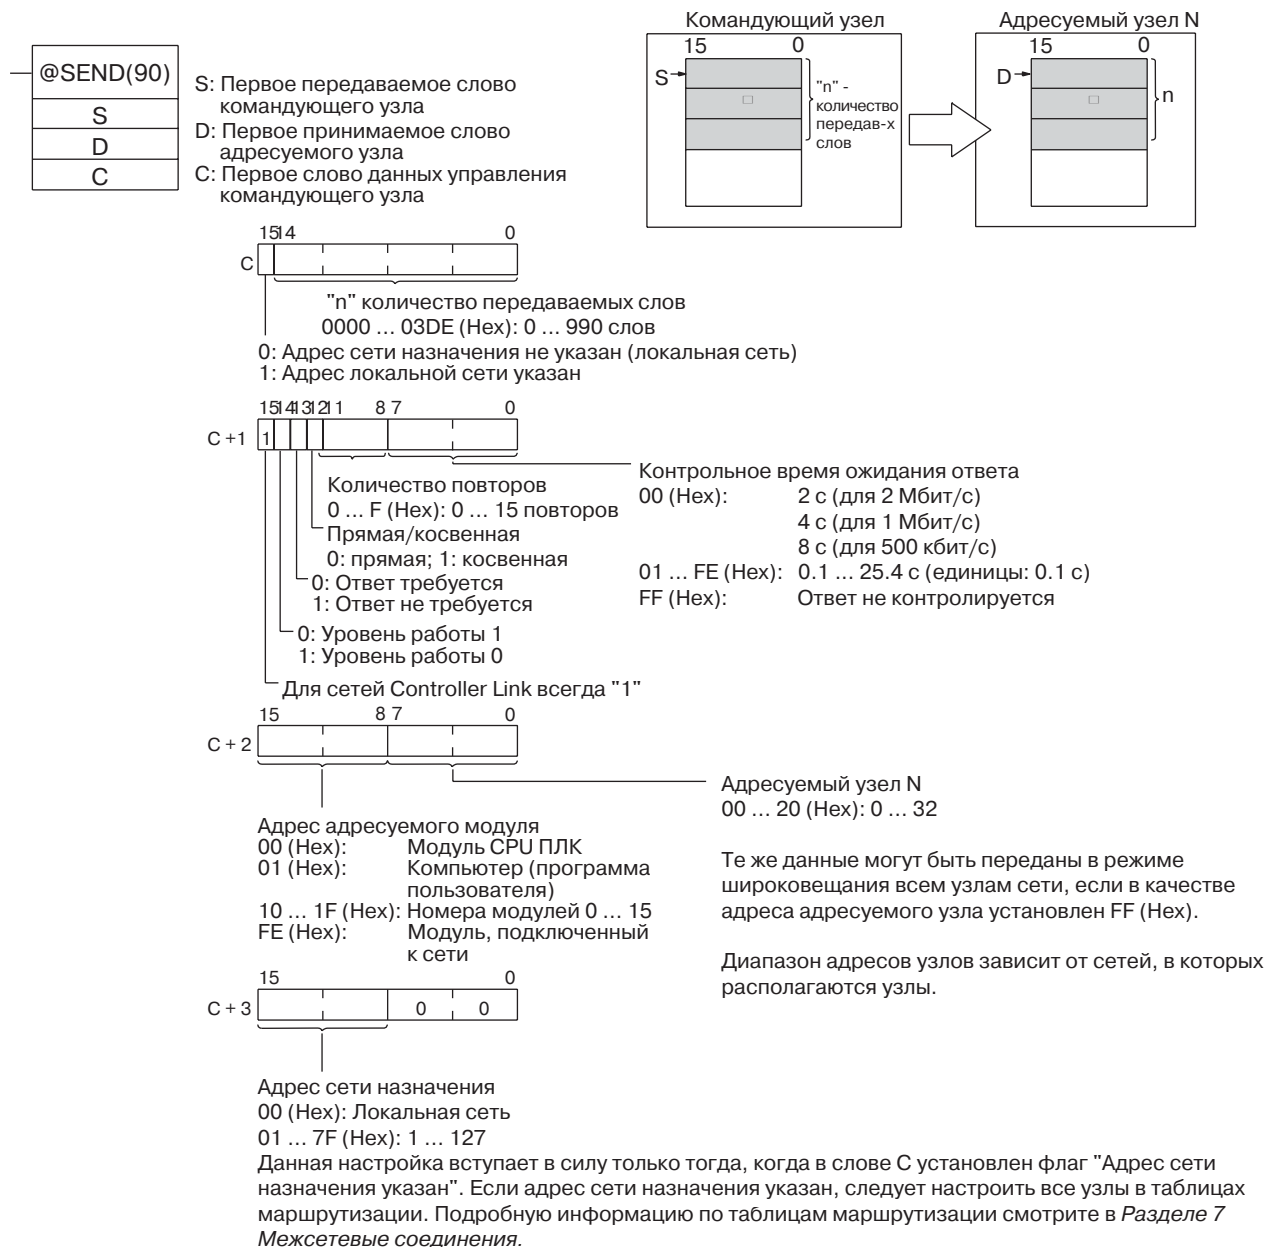 @SEND(90)
S
D
C
S: Первое передаваемое слово
командующего узла
D: Первое принимаемое слово
адресуемого узла
C: Первое слово данных управления
командующего узла
Командующий узел
15 0
S
"n" -
количество
передав-х
слов
Адресуемый узел N
15 0
D
n
15 14 0
C
"n" количество передаваемых слов
0000 ... 03DE (Hex): 0 ... 990 слов
0: Адрес сети назначения не указан (локальная сеть)
1: Адрес локальной сети указан
15 14 13 12 11 8 7 0
C +1 1
Количество повторов
0 ... F (Hex): 0 ... 15 повторов
Прямая/косвенная
0: прямая; 1: косвенная
0: Ответ требуется
1: Ответ не требуется
0: Уровень работы 1
1: Уровень работы 0
Для сетей Controller Link всегда "1"
Контрольное время ожидания ответа
00 (Hex): 2 с (для 2 Мбит/с)
4 с (для 1 Мбит/с)
8 с (для 500 кбит/с)
01 ... FE (Hex): 0.1 ... 25.4 с (единицы: 0.1 с)
FF (Hex): Ответ не контролируется
15 8 7 0
C + 2
Адрес адресуемого модуля
00 (Hex): Модуль CPU ПЛК
01 (Hex): Компьютер (программа
пользователя)
10 ... 1F (Hex): Номера модулей 0 ... 15
FE (Hex): Модуль, подключенный
к сети
Адресуемый узел N
00 ... 20 (Hex): 0 ... 32
Те же данные могут быть переданы в режиме
широковещания всем узлам сети, если в качестве
адреса адресуемого узла установлен FF (Hex).
Диапазон адресов узлов зависит от сетей, в которых
располагаются узлы.
15 0
C + 3 0 0
Адрес сети назначения
00 (Hex): Локальная сеть
01 ... 7F (Hex): 1 ... 127
Данная настройка вступает в силу только тогда, когда в слове C установлен флаг "Адрес сети
назначения указан". Если адрес сети назначения указан, следует настроить все узлы в таблицах
маршрутизации. Подробную информацию по таблицам маршрутизации смотрите в Разделе 7
Межсетевые соединения.